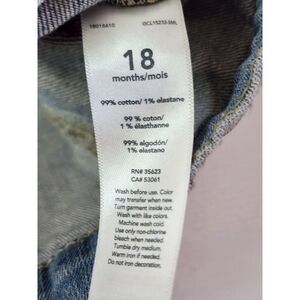 18
months/mois
99% cotton/ 1% elastane
99 % coton/
1 % élasthanne
99% algodón/
1% elastano
RN# 35623
CA# 53061
Wash before use. Color
may transfer when new.
Turn garment inside out.
Wash with like colors.
Machine wash cold.
Use only non-chlorine
bleach when needed.
Tumble dry medium.
Warm iron if needed.
Do not iron decoration.